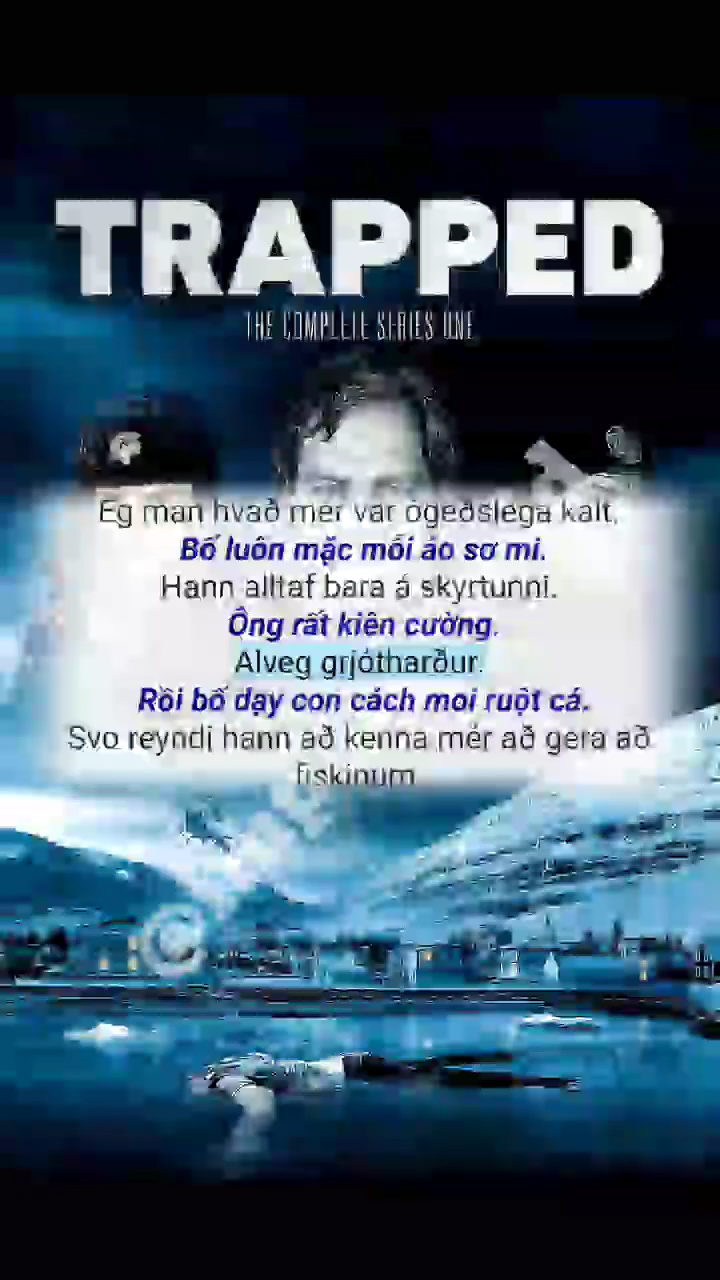 TRAPPED
THE COMPLETE SERIES ONE
Ég man hvað mér var ógeðslega kalt.
Bố luôn mặc mỗi áo sơ mi.
Hann alltaf bara á skyrtunni.
Ông rất kiên cường.
Alveg grjótharður.
Rồi bố dạy con cách moi ruột cá.
Svo reyndi hann að kenna mér að gera að
fiskinum